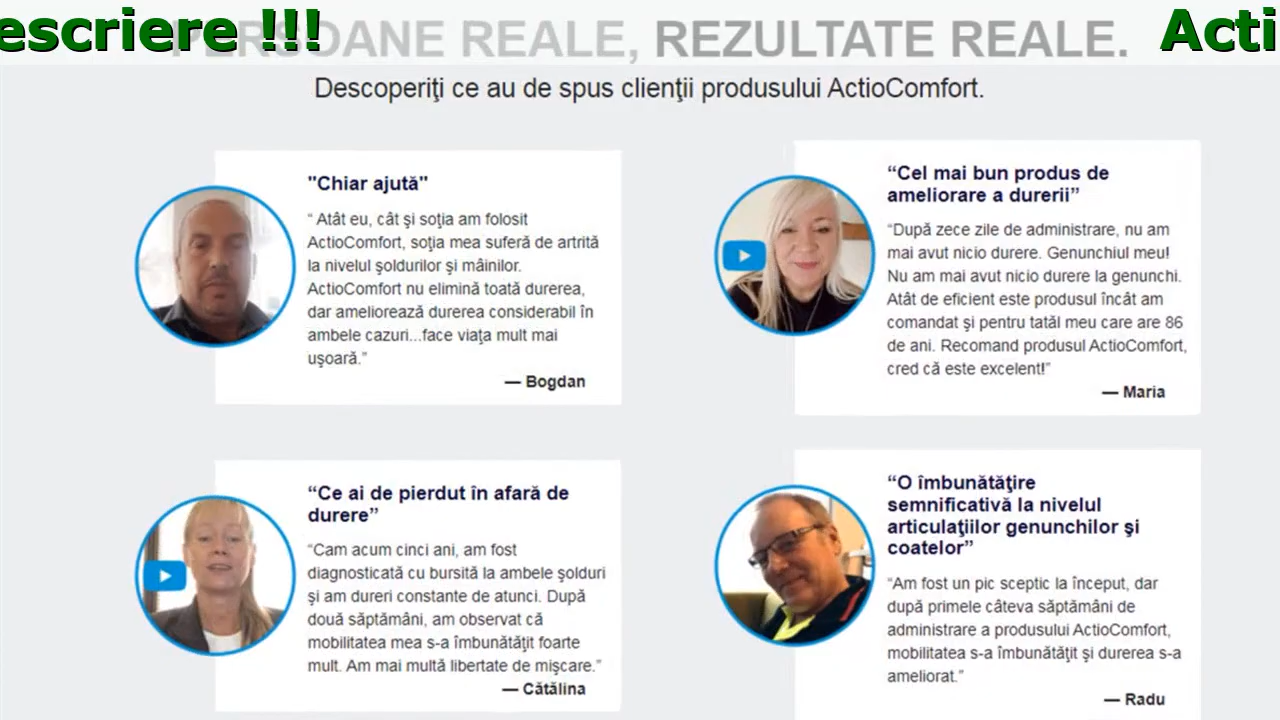 escriere !!!
PERSOANE REALE, REZULTATE REALE.
Acti
Descoperiţi ce au de spus clienţii produsului ActioComfort.
"Chiar ajută"
“ Atât eu, cât şi soţia am folosit
ActioComfort, soţia mea suferă de artrită
la nivelul şoldurilor şi mâinilor.
ActioComfort nu elimină toată durerea,
dar ameliorează durerea considerabil în
ambele cazuri...face viaţa mult mai
uşoară.”
— Bogdan
“Cel mai bun produs de
ameliorare a durerii”
“După zece zile de administrare, nu am
mai avut nicio durere. Genunchiul meu!
Nu am mai avut nicio durere la genunchi.
Atât de eficient este produsul încât am
comandat şi pentru tatăl meu care are 86
de ani. Recomand produsul ActioComfort,
cred că este excelent!”
— Maria
“Ce ai de pierdut în afară de
durere”
“Cam acum cinci ani, am fost
diagnosticată cu bursită la ambele şolduri
şi am dureri constante de atunci. După
două săptămâni, am observat că
mobilitatea mea s-a îmbunătăţit foarte
mult. Am mai multă libertate de mişcare.”
— Cătălina
“O îmbunătăţire
semnificativă la nivelul
articulaţiilor genunchilor şi
coatelor”
“Am fost un pic sceptic la început, dar
după primele câteva săptămâni de
administrare a produsului ActioComfort,
mobilitatea s-a îmbunătăţit şi durerea s-a
ameliorat.”
— Radu